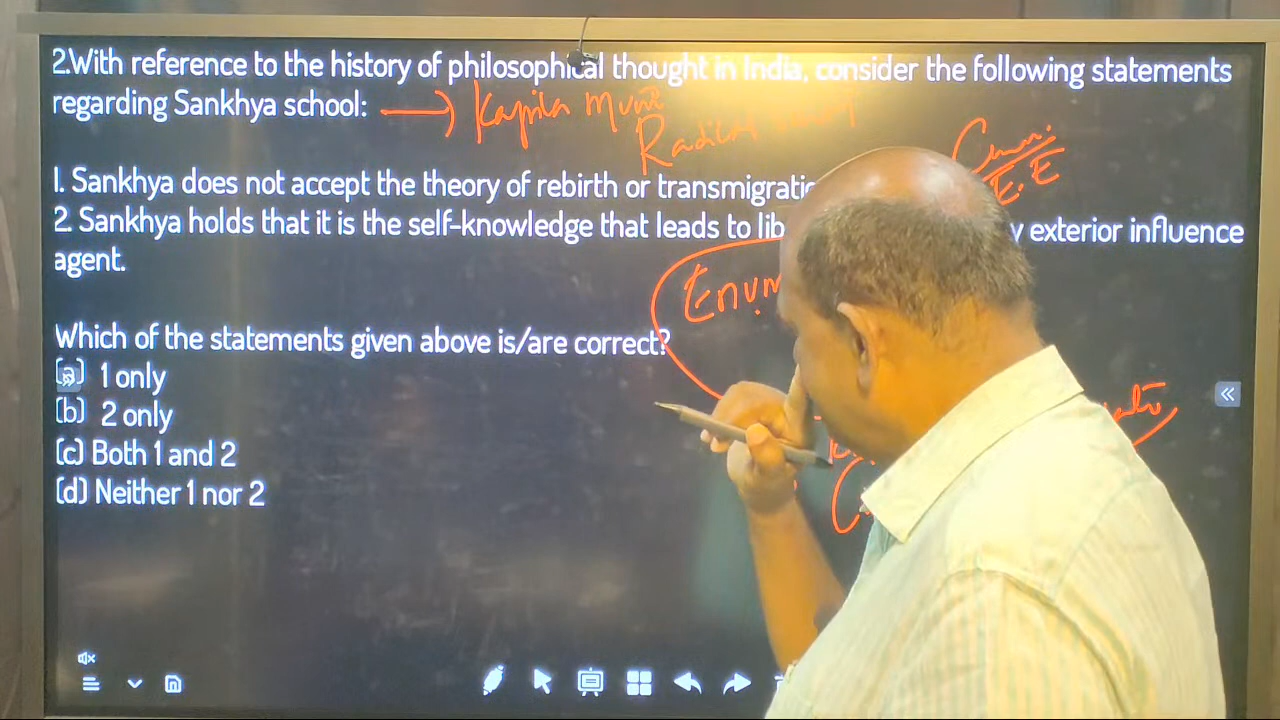 2.With reference to the history of philosophical thought in India, consider the following statements
regarding Sankhya school: → Kapila Muni
Radical
1. Sankhya does not accept the theory of rebirth or
2. Sankhya holds that it is the self-knowledge that leads to exterior influence
agent.
Which of the statements given above is/are correct?
(a) 1 only
(b) 2 only
(c) Both 1 and 2
(d) Neither 1 nor 2